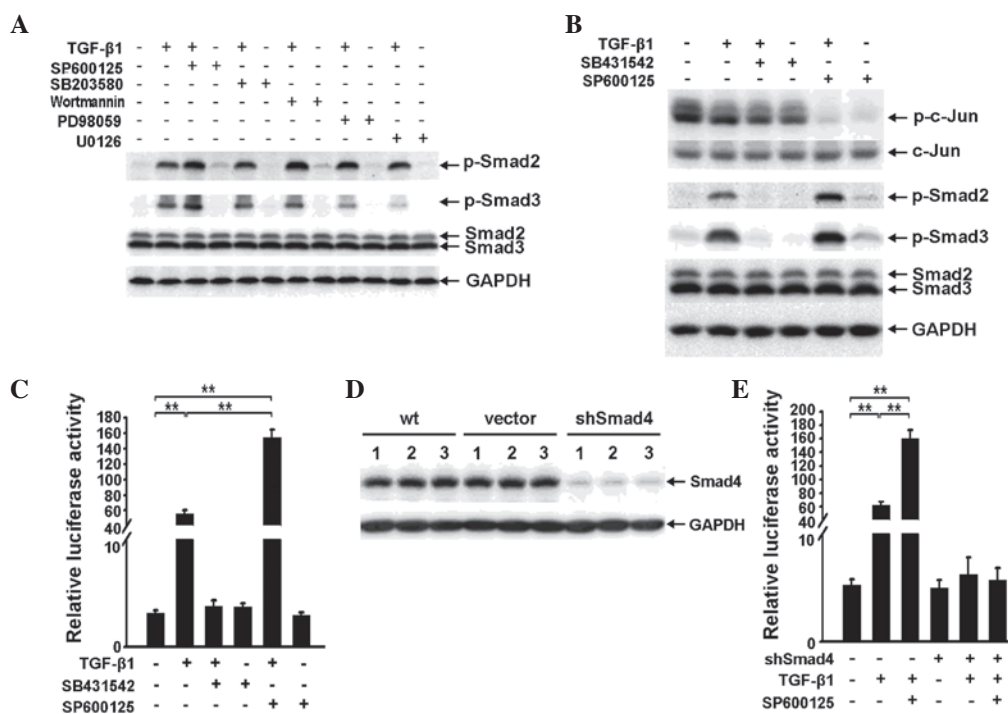 A
TGF-β1 - + + - + - + - + - + -
SP600125 - - + + - - - - - - - -
SB203580 - - - - + + - - - - - -
Wortmannin - - - - - - + + - - - -
PD98059 - - - - - - - - + + - -
U0126 - - - - - - - - - - + +
p-Smad2
p-Smad3
Smad2
Smad3
GAPDH
B
TGF-β1 - + + - + -
SB431542 - - + + - -
SP600125 - - - - + +
p-c-Jun
c-Jun
p-Smad2
p-Smad3
Smad2
Smad3
GAPDH
C
Relative luciferase activity
**
** **
180
160
140
120
100
80
60
40
10
0
TGF-β1 - + + - + -
SB431542 - - + + - -
SP600125 - - - - + +
D
wt vector shSmad4
1 2 3 1 2 3 1 2 3
Smad4
GAPDH
E
Relative luciferase activity
**
** **
200
180
160
140
120
100
80
60
40
10
0
shSmad4 - - - + + +
TGF-β1 - + + - + +
SP600125 - - + - - +